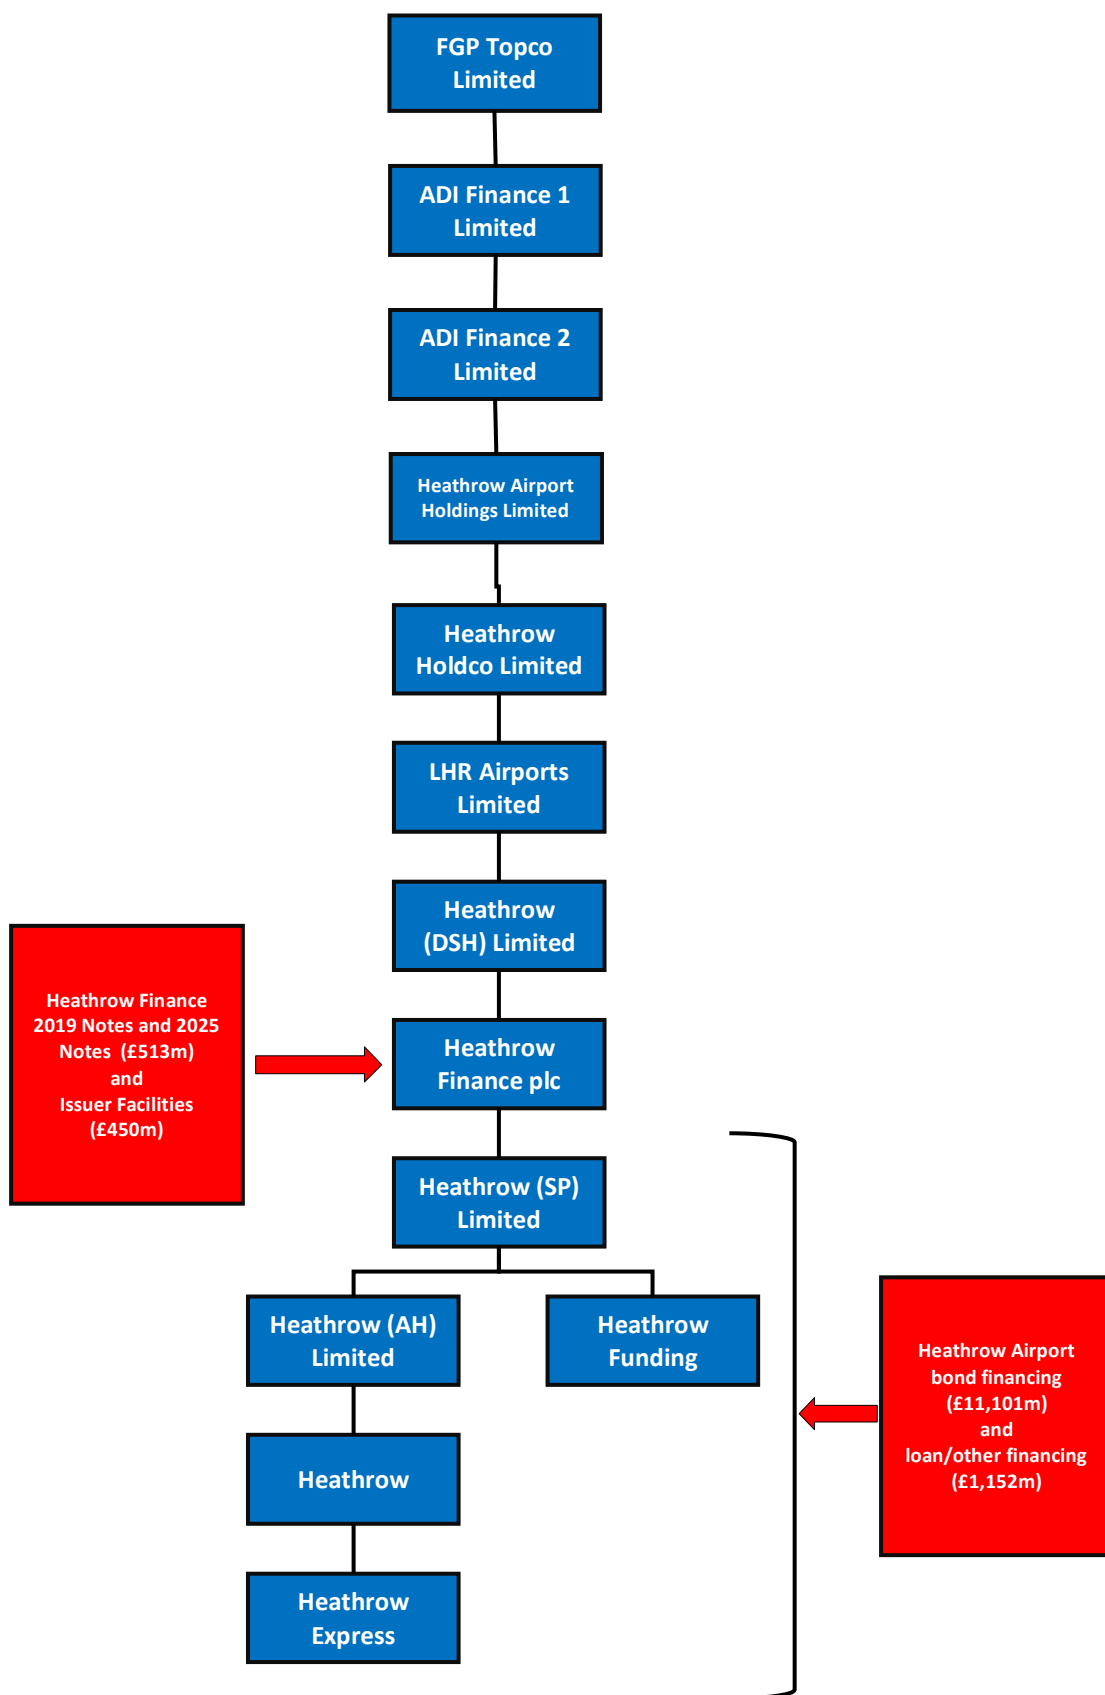 FGP Topco
Limited
ADI Finance 1
Limited
ADI Finance 2
Limited
Heathrow Airport
Holdings Limited
Heathrow
Holdco Limited
LHR Airports
Limited
Heathrow
(DSH) Limited
Heathrow Finance
2019 Notes and 2025
Notes (£513m)
and
Issuer Facilities
(£450m)
Heathrow
Finance plc
Heathrow (SP)
Limited
Heathrow (AH)
Limited
Heathrow
Funding
Heathrow Airport
bond financing
(£11,101m)
and
loan/other financing
(£1,152m)
Heathrow
Heathrow
Express